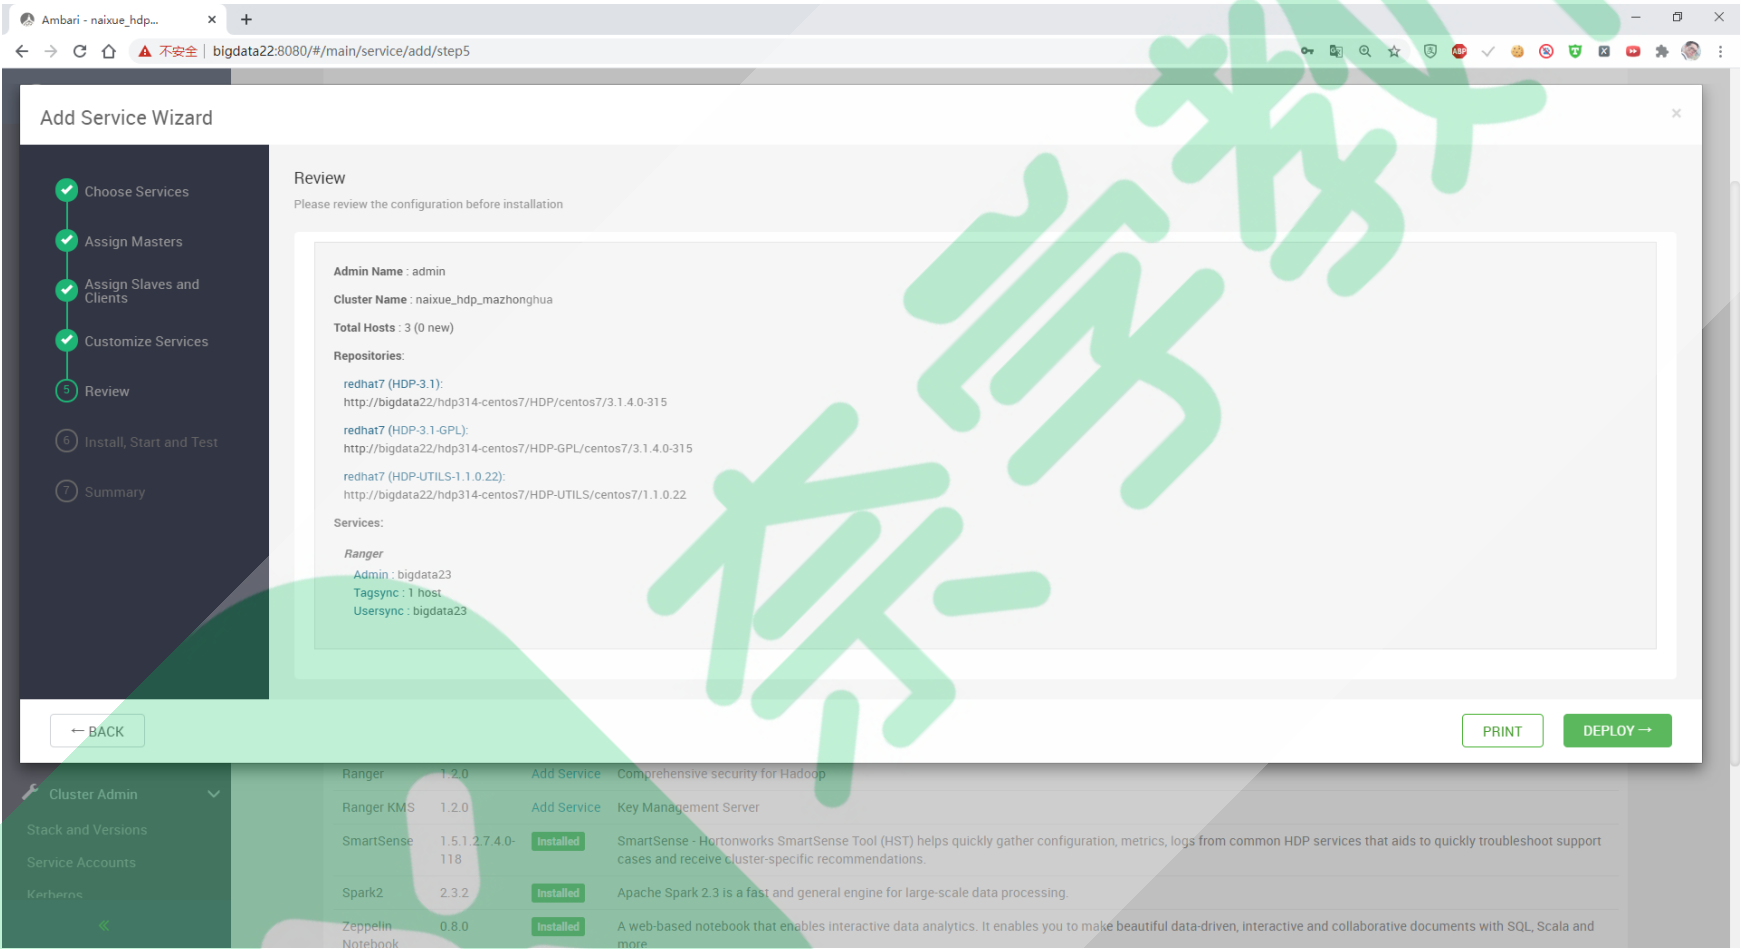 Ambari - naixue_hdp...
不安全
bigdata22:8080/#/main/service/add/step5
Add Service Wizard
Choose Services
Assign Masters
Assign Slaves and
Clients
Customize Services
5 Review
6 Install, Start and Test
7 Summary
Review
Please review the configuration before installation
Admin Name : admin
Cluster Name : naixue_hdp_mazhonghua
Total Hosts : 3 (0 new)
Repositories:
redhat7 (HDP-3.1):
http://bigdata22/hdp314-centos7/HDP/centos7/3.1.4.0-315
redhat7 (HDP-3.1-GPL):
http://bigdata22/hdp314-centos7/HDP-GPL/centos7/3.1.4.0-315
redhat7 (HDP-UTILS-1.1.0.22):
http://bigdata22/hdp314-centos7/HDP-UTILS/centos7/1.1.0.22
Services:
Ranger
Admin : bigdata23
Tagsync : 1 host
Usersync : bigdata23
← BACK
PRINT
DEPLOY →
Cluster Admin
Stack and Versions
Service Accounts
Kerberos
Ranger 1.2.0 Add Service Comprehensive security for Hadoop
Ranger KMS 1.2.0 Add Service Key Management Server
SmartSense 1.5.1.2.7.4.0- Installed SmartSense - Hortonworks SmartSense Tool (HST) helps quickly gather configuration, metrics, logs from common HDP services that aids to quickly troubleshoot support
118 cases and receive cluster-specific recommendations.
Spark2 2.3.2 Installed Apache Spark 2.3 is a fast and general engine for large-scale data processing.
Zeppelin 0.8.0 Installed A web-based notebook that enables interactive data analytics. It enables you to make beautiful data-driven, interactive and collaborative documents with SQL, Scala and
Notebook more
奈学教